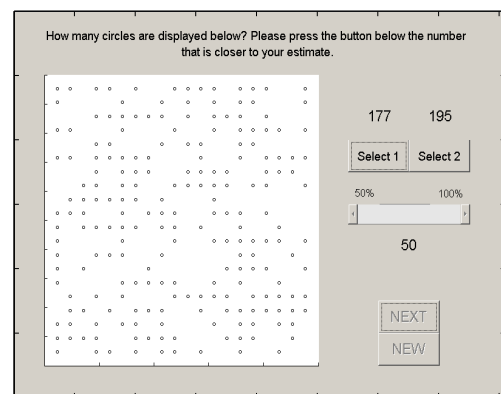 How many circles are displayed below? Please press the button below the number
that is closer to your estimate.
177 195
Select 1 Select 2
50% 100%
50
NEXT
NEW